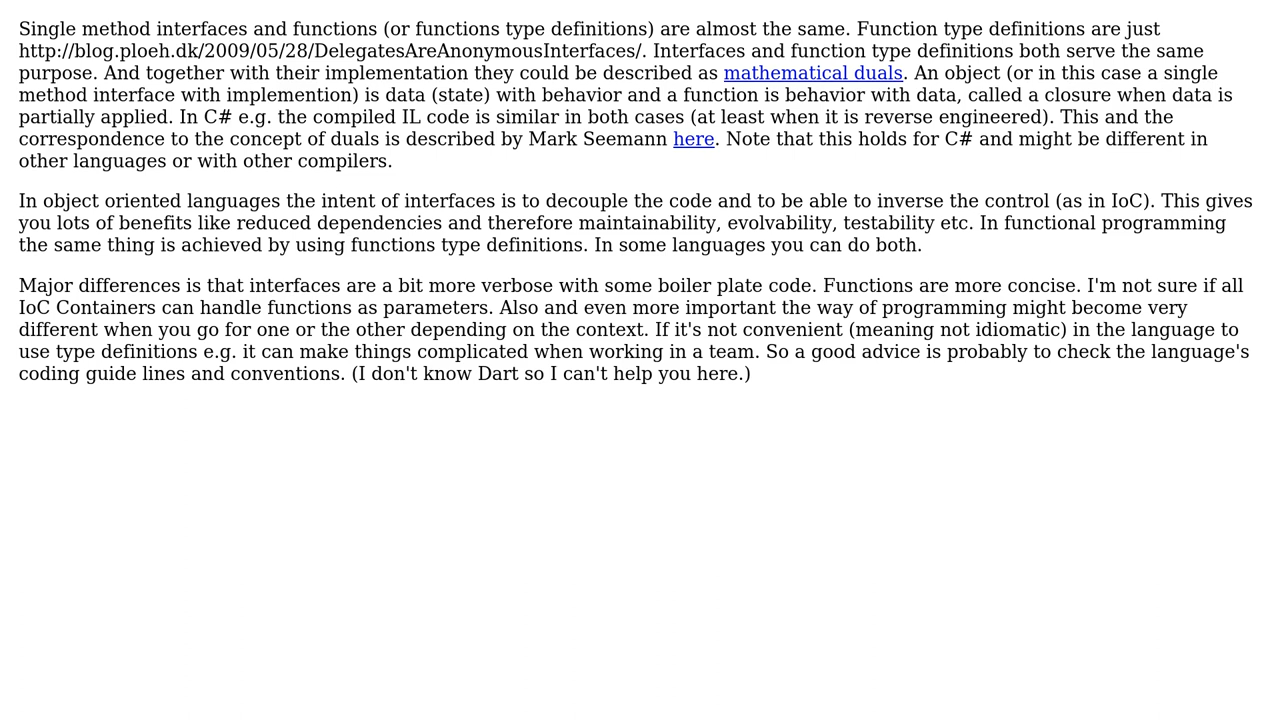 Single method interfaces and functions (or functions type definitions) are almost the same. Function type definitions are just
http://blog.ploeh.dk/2009/05/28/DelegatesAreAnonymousInterfaces/. Interfaces and function type definitions both serve the same
purpose. And together with their implementation they could be described as mathematical duals. An object (or in this case a single
method interface with implemention) is data (state) with behavior and a function is behavior with data, called a closure when data is
partially applied. In C# e.g. the compiled IL code is similar in both cases (at least when it is reverse engineered). This and the
correspondence to the concept of duals is described by Mark Seemann here. Note that this holds for C# and might be different in
other languages or with other compilers.
In object oriented languages the intent of interfaces is to decouple the code and to be able to inverse the control (as in IoC). This gives
you lots of benefits like reduced dependencies and therefore maintainability, evolvability, testability etc. In functional programming
the same thing is achieved by using functions type definitions. In some languages you can do both.
Major differences is that interfaces are a bit more verbose with some boiler plate code. Functions are more concise. I'm not sure if all
IoC Containers can handle functions as parameters. Also and even more important the way of programming might become very
different when you go for one or the other depending on the context. If it's not convenient (meaning not idiomatic) in the language to
use type definitions e.g. it can make things complicated when working in a team. So a good advice is probably to check the language's
coding guide lines and conventions. (I don't know Dart so I can't help you here.)